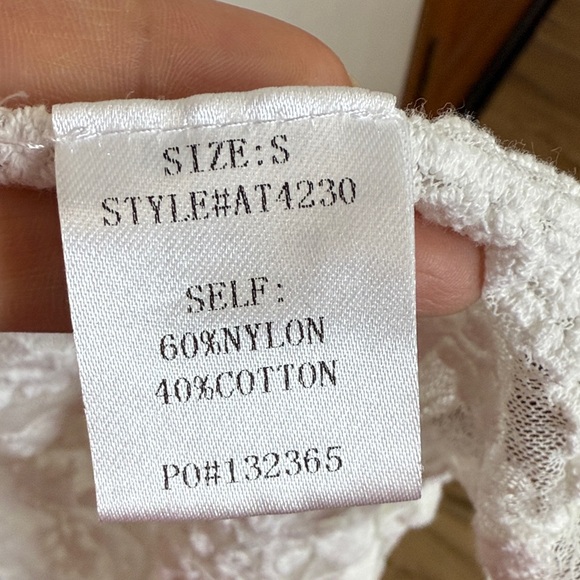 SIZE:S
STYLE#AT4230
SELF:
60%NYLON
40%COTTON
PO#132365